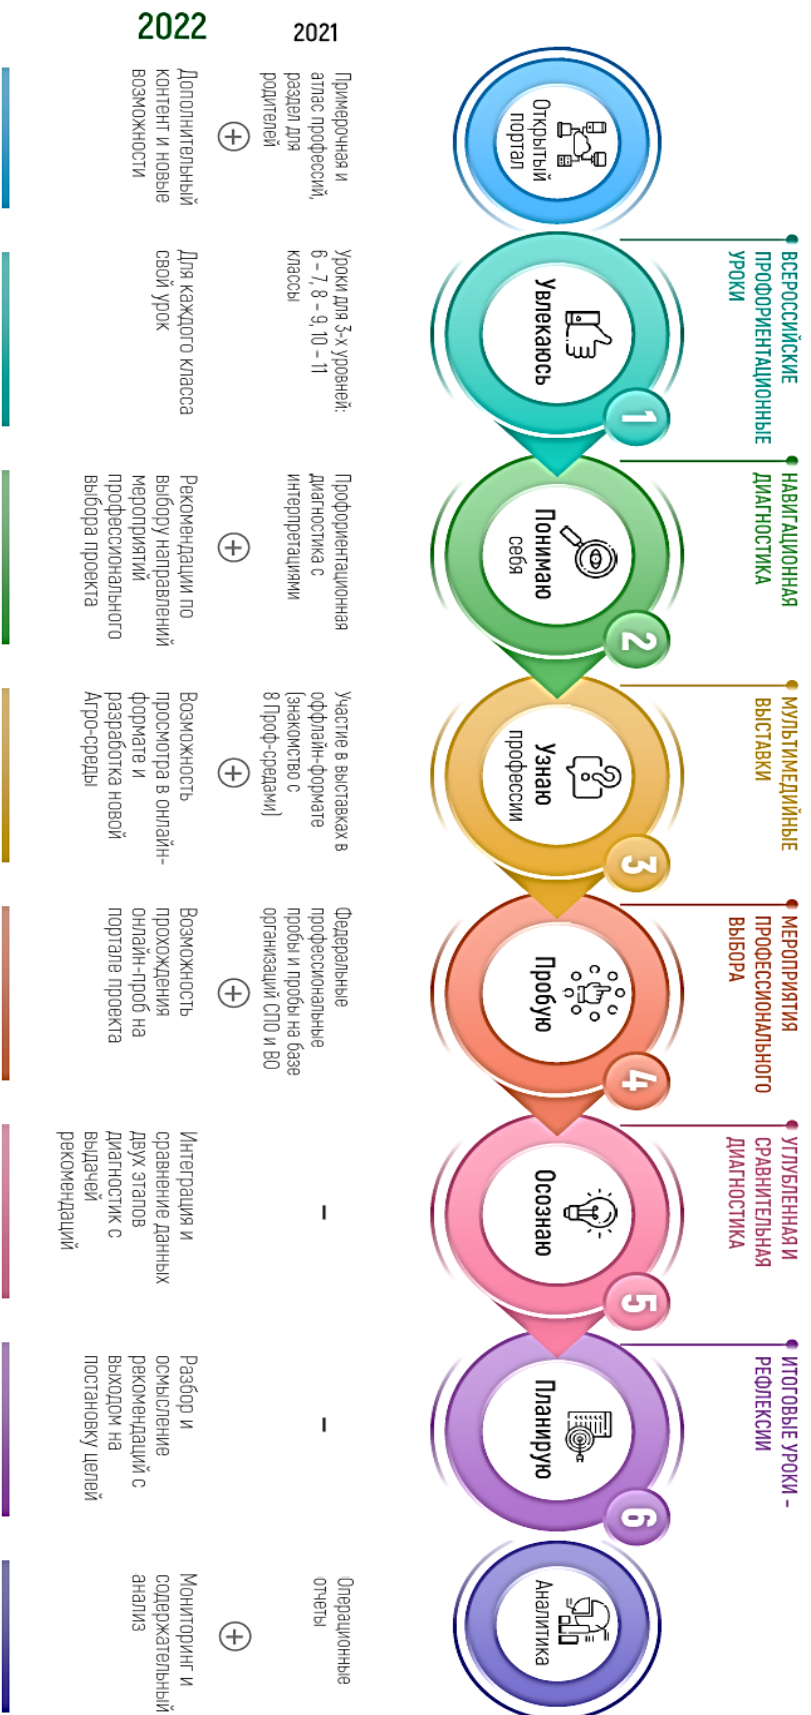 ВСЕРОССИЙСКИЕ
ПРОФОРИЕНТАЦИОННЫЕ
УРОКИ
НАВИГАЦИОННАЯ
ДИАГНОСТИКА
МУЛЬТИМЕДИЙНЫЕ
ВЫСТАВКИ
МЕРОПРИЯТИЯ
ПРОФЕССИОНАЛЬНОГО
ВЫБОРА
УГЛУБЛЕННАЯ И
СРАВНИТЕЛЬНАЯ
ДИАГНОСТИКА
ИТОГОВЫЕ УРОКИ –
РЕФЛЕКСИИ
Открытый
портал
Увлекаюсь
1
Понимаю
себя
2
Узнаю
профессии
3
Пробую
4
Осознаю
5
Планирую
6
Аналитика
2021
Примерочная и
атлас профессий,
раздел для
родителей
Уроки для 3-х уровней:
6 – 7, 8 – 9, 10 – 11
классы
Профориентационная
диагностика с
интерпретациями
Участие в выставках в
оффлайн-формате
(знакомство с
8 Проф-средами)
Федеральные
профессиональные
пробы и пробы на базе
организаций СПО и ВО
–
–
Операционные
отчеты
+
+
+
+
+
2022
Дополнительный
контент и новые
возможности
Для каждого класса
свой урок
Рекомендации по
выбору направлений
мероприятий
профессионального
выбора проекта
Возможность
просмотра в онлайн-
формате и
разработка новой
Агро-среды
Возможность
прохождения
онлайн-проб на
портале проекта
Интеграция и
сравнение данных
двух этапов
диагностик с
выдачей
рекомендаций
Разбор и
осмысление
рекомендаций с
выходом на
постановку целей
Мониторинг и
содержательный
анализ